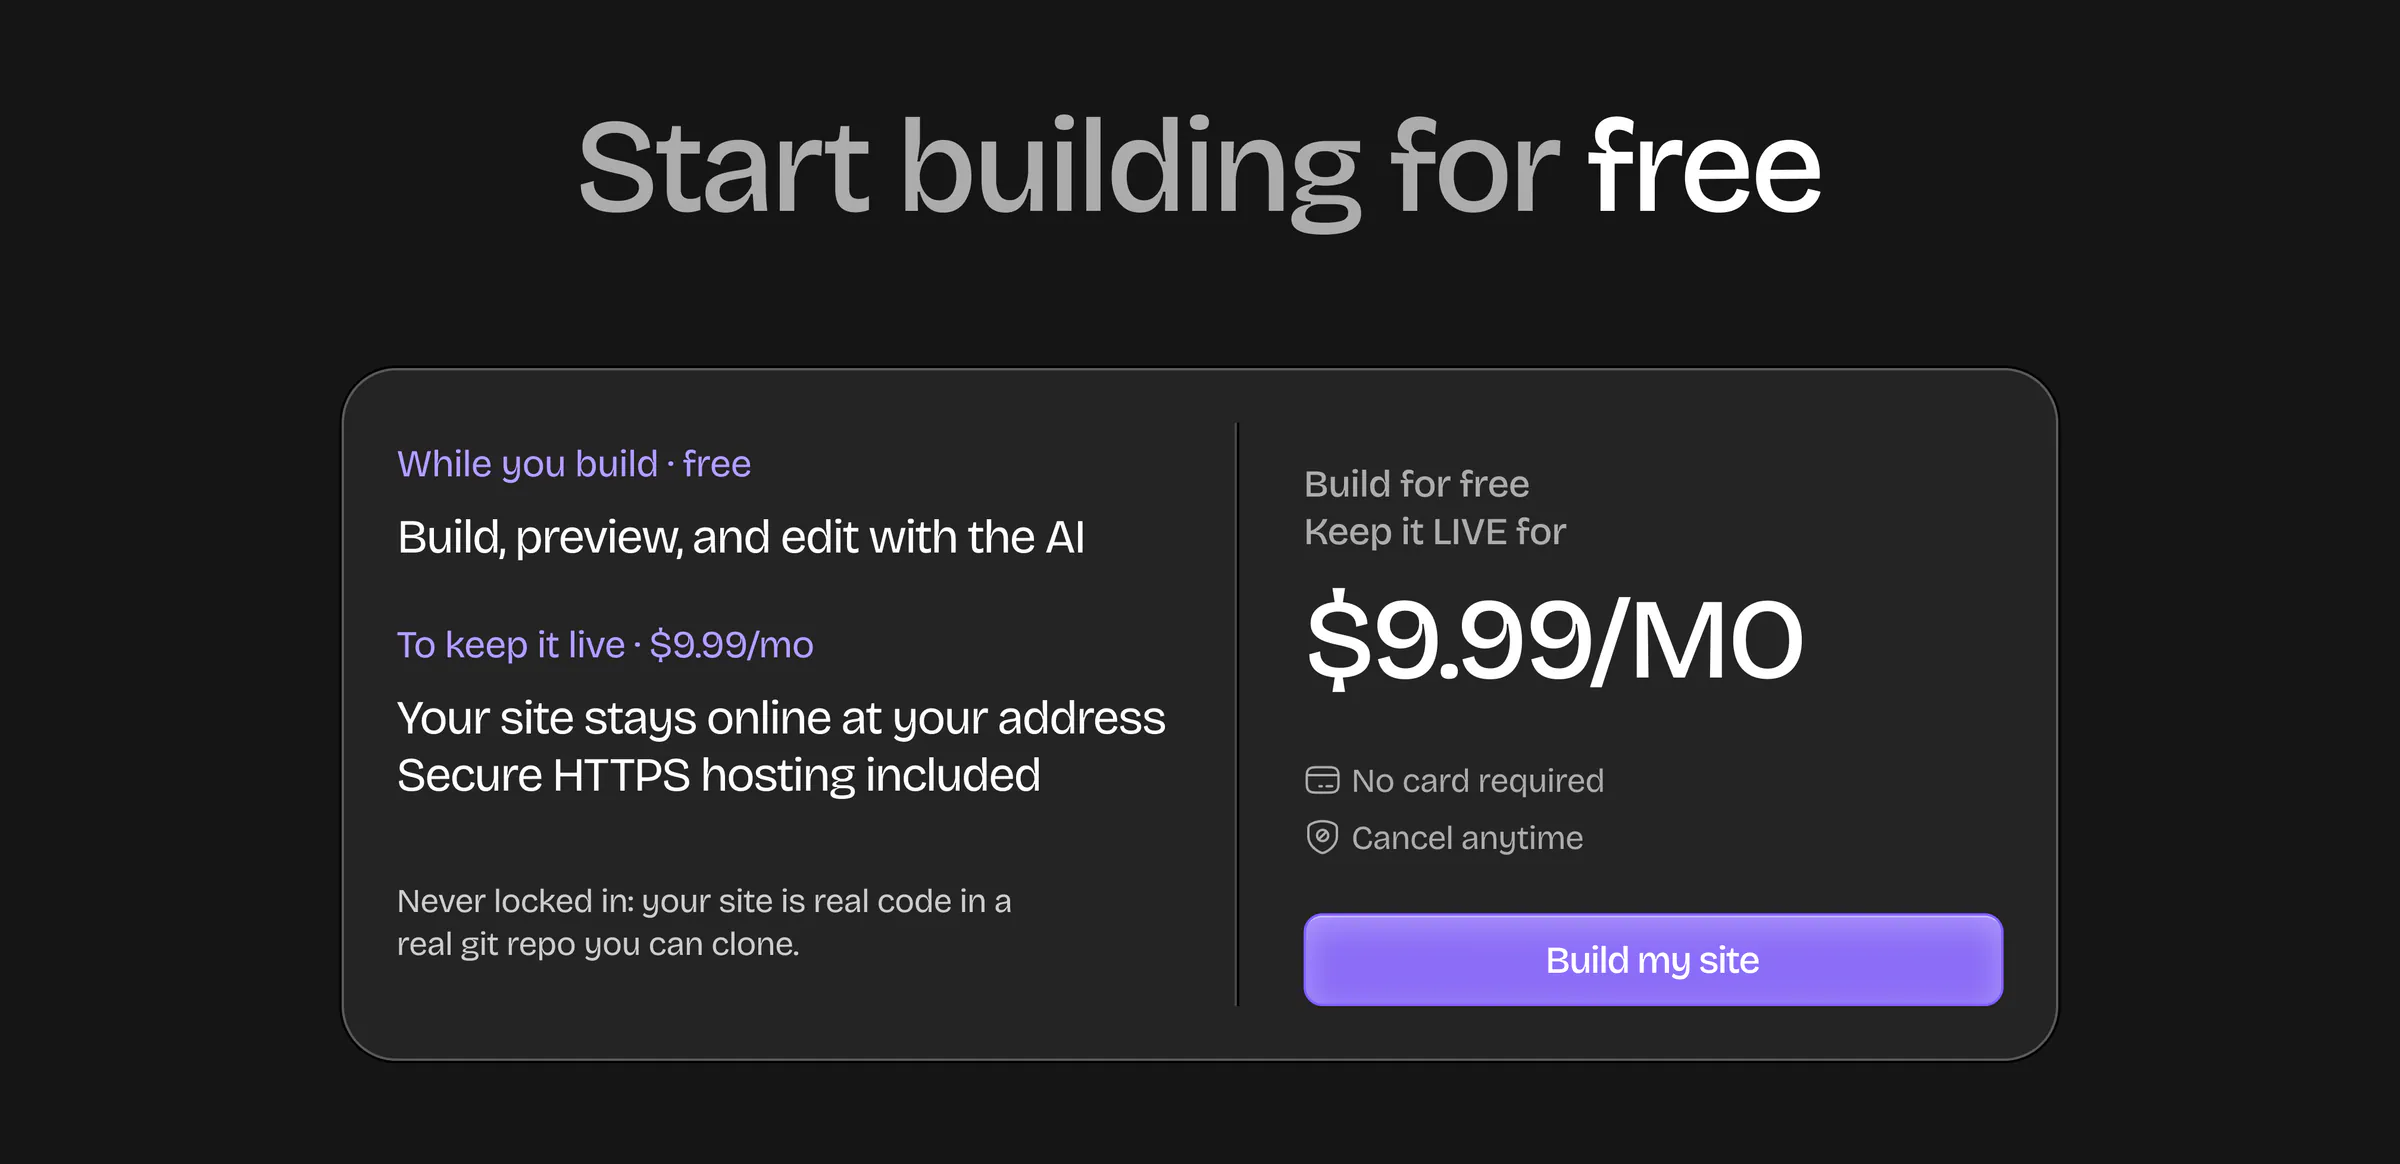 Start building for free
While you build · free
Build, preview, and edit with the AI
To keep it live · $9.99/mo
Your site stays online at your address
Secure HTTPS hosting included
Never locked in: your site is real code in a
real git repo you can clone.
Build for free
Keep it LIVE for
$9.99/MO
No card required
Cancel anytime
Build my site